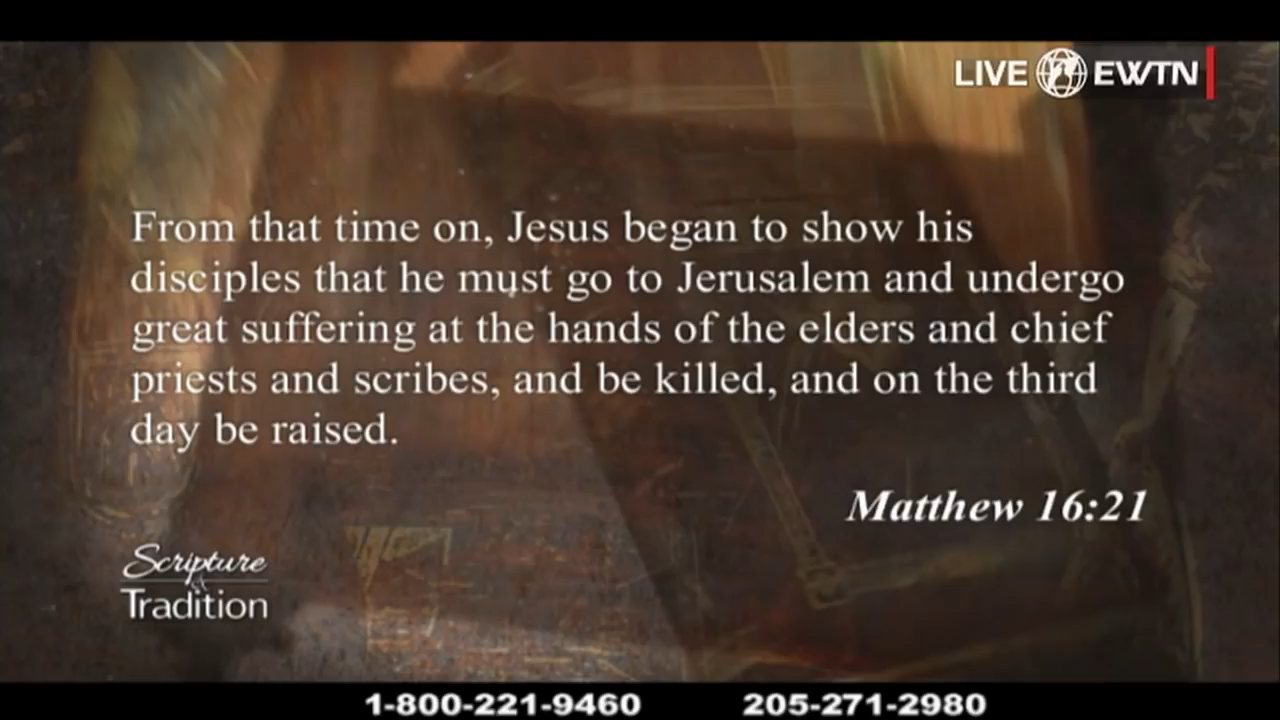 LIVE EWTN
From that time on, Jesus began to show his
disciples that he must go to Jerusalem and undergo
great suffering at the hands of the elders and chief
priests and scribes, and be killed, and on the third
day be raised.
Matthew 16:21
Scripture
&
Tradition
1-800-221-9460 205-271-2980